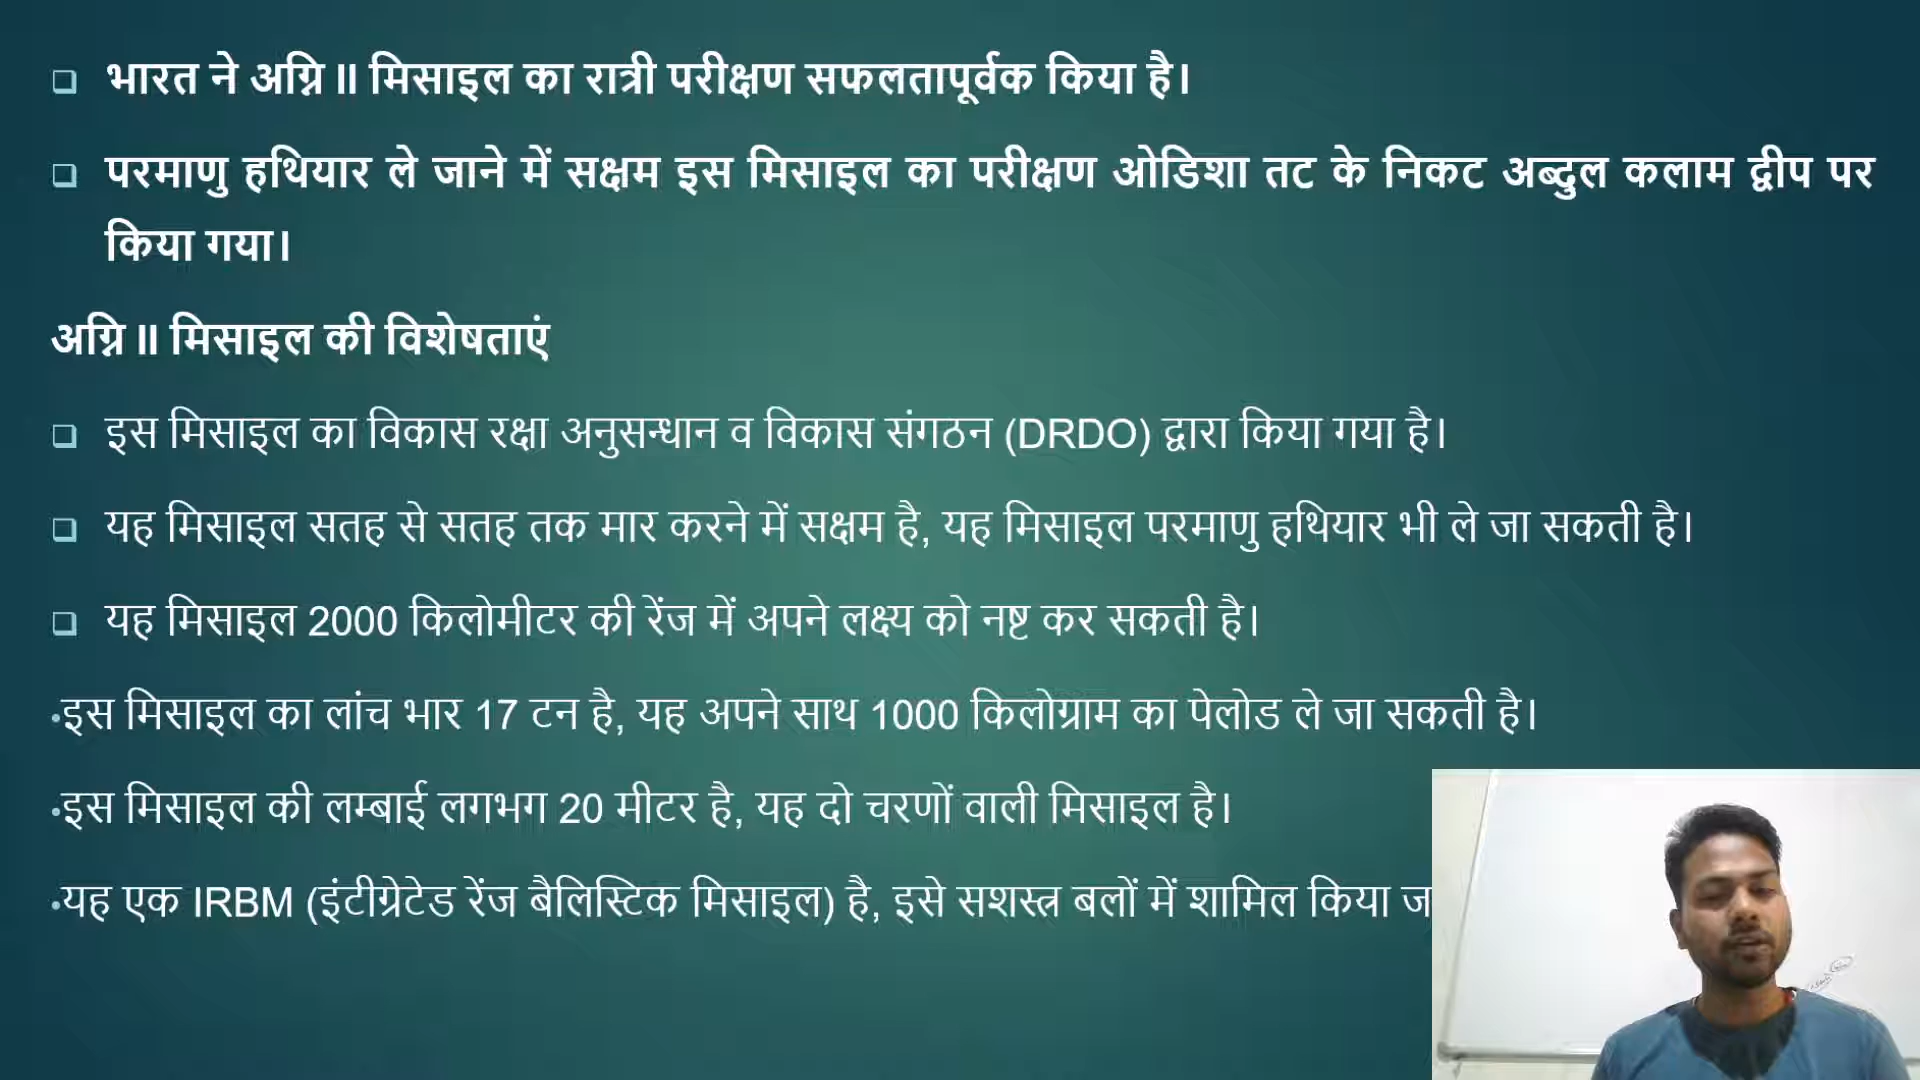 भारत ने अग्नि II मिसाइल का रात्री परीक्षण सफलतापूर्वक किया है।
परमाणु हथियार ले जाने में सक्षम इस मिसाइल का परीक्षण ओडिशा तट के निकट अब्दुल कलाम द्वीप पर
किया गया।
अग्नि II मिसाइल की विशेषताएं
इस मिसाइल का विकास रक्षा अनुसन्धान व विकास संगठन (DRDO) द्वारा किया गया है।
यह मिसाइल सतह से सतह तक मार करने में सक्षम है, यह मिसाइल परमाणु हथियार भी ले जा सकती है।
यह मिसाइल 2000 किलोमीटर की रेंज में अपने लक्ष्य को नष्ट कर सकती है।
•इस मिसाइल का लांच भार 17 टन है, यह अपने साथ 1000 किलोग्राम का पेलोड ले जा सकती है।
•इस मिसाइल की लम्बाई लगभग 20 मीटर है, यह दो चरणों वाली मिसाइल है।
•यह एक IRBM (इंटीग्रेटेड रेंज बैलिस्टिक मिसाइल) है, इसे सशस्त्र बलों में शामिल किया